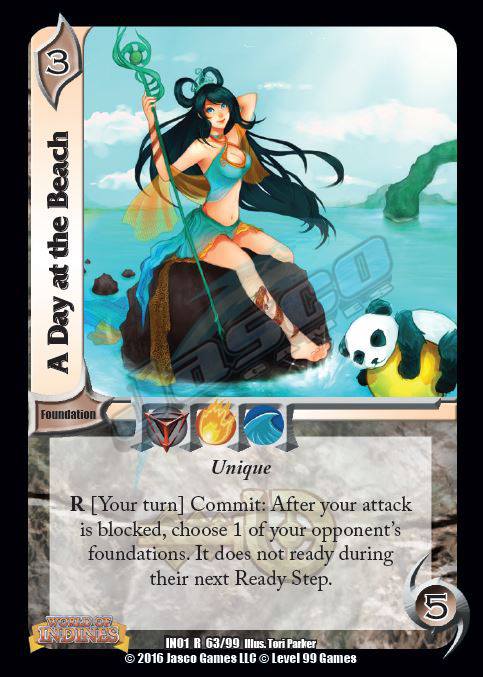 3
A Day at the Beach
JASCO
GAMES
Foundation
Unique
R [Your turn] Commit: After your attack
is blocked, choose 1 of your opponent's
foundations. It does not ready during
their next Ready Step.
5
WORLD OF
INDINES
IN01 R 63/99 Illus. Tori Parker
© 2016 Jasco Games LLC © Level 99 Games